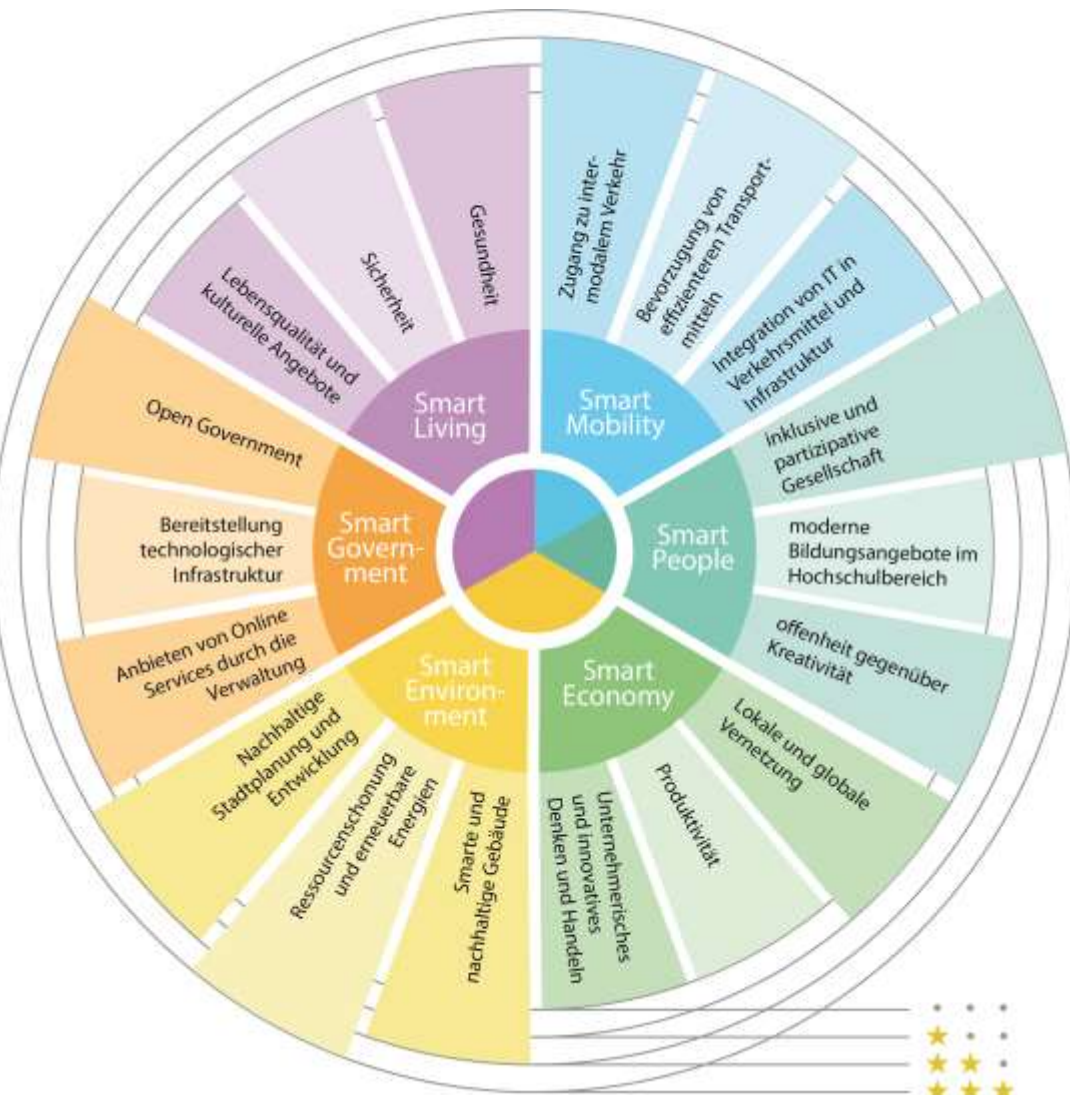 Smart
Living
Gesundheit
Sicherheit
Lebensqualität und
kulturelle Angebote
Smart
Mobility
Zugang zu inter-
modalem Verkehr
Bevorzugung von
effizienteren Transport-
mitteln
Integration von IT in
Verkehrsmittel und
Infrastruktur
Smart
People
inklusive und
partizipative
Gesellschaft
moderne
Bildungsangebote im
Hochschulbereich
offenheit gegenüber
Kreativität
Smart
Economy
Lokale und globale
Vernetzung
Produktivität
Unternehmerisches
und innovatives
Denken und Handeln
Smart
Environ-
ment
Smarte und
nachhaltige Gebäude
Ressourcenschonung
und erneuerbare
Energien
Nachhaltige
Stadtplanung und
Entwicklung
Smart
Govern-
ment
Anbieten von Online
Services durch die
Verwaltung
Bereitstellung
technologischer
Infrastruktur
Open Government